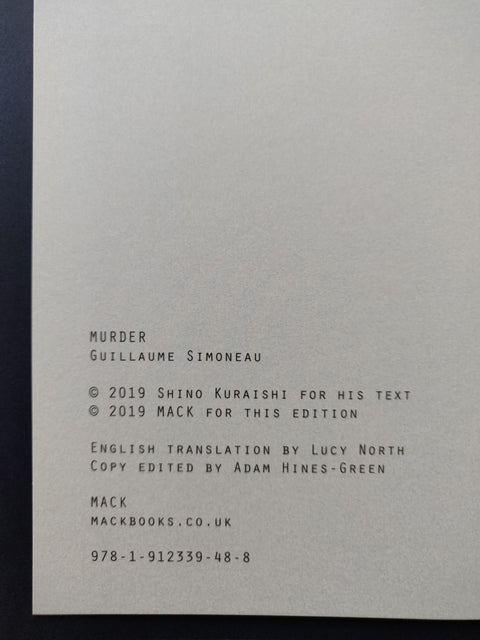 MURDER
Guillaume Simoneau
© 2019 Shino Kuraishi for his text
© 2019 MACK for this edition
English translation by Lucy North
Copy edited by Adam Hines-Green
MACK
mackbooks.co.uk
978-1-912339-48-8